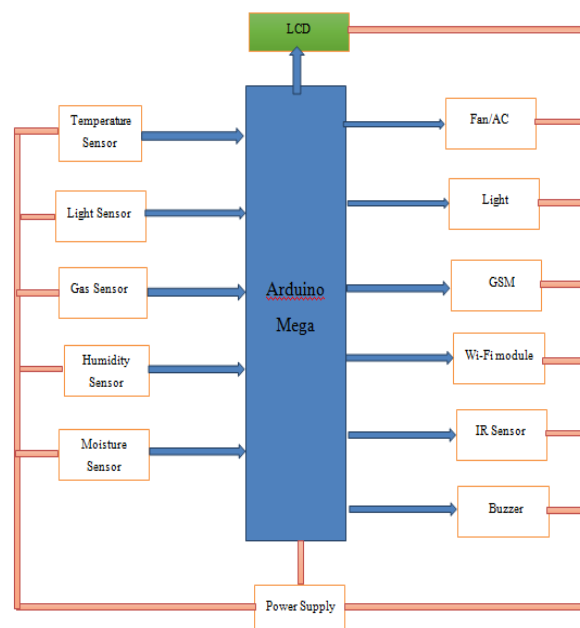 LCD
Temperature
Sensor
Light Sensor
Gas Sensor
Humidity
Sensor
Moisture
Sensor
Arduino
Mega
Fan/AC
Light
GSM
Wi-Fi module
IR Sensor
Buzzer
Power Supply